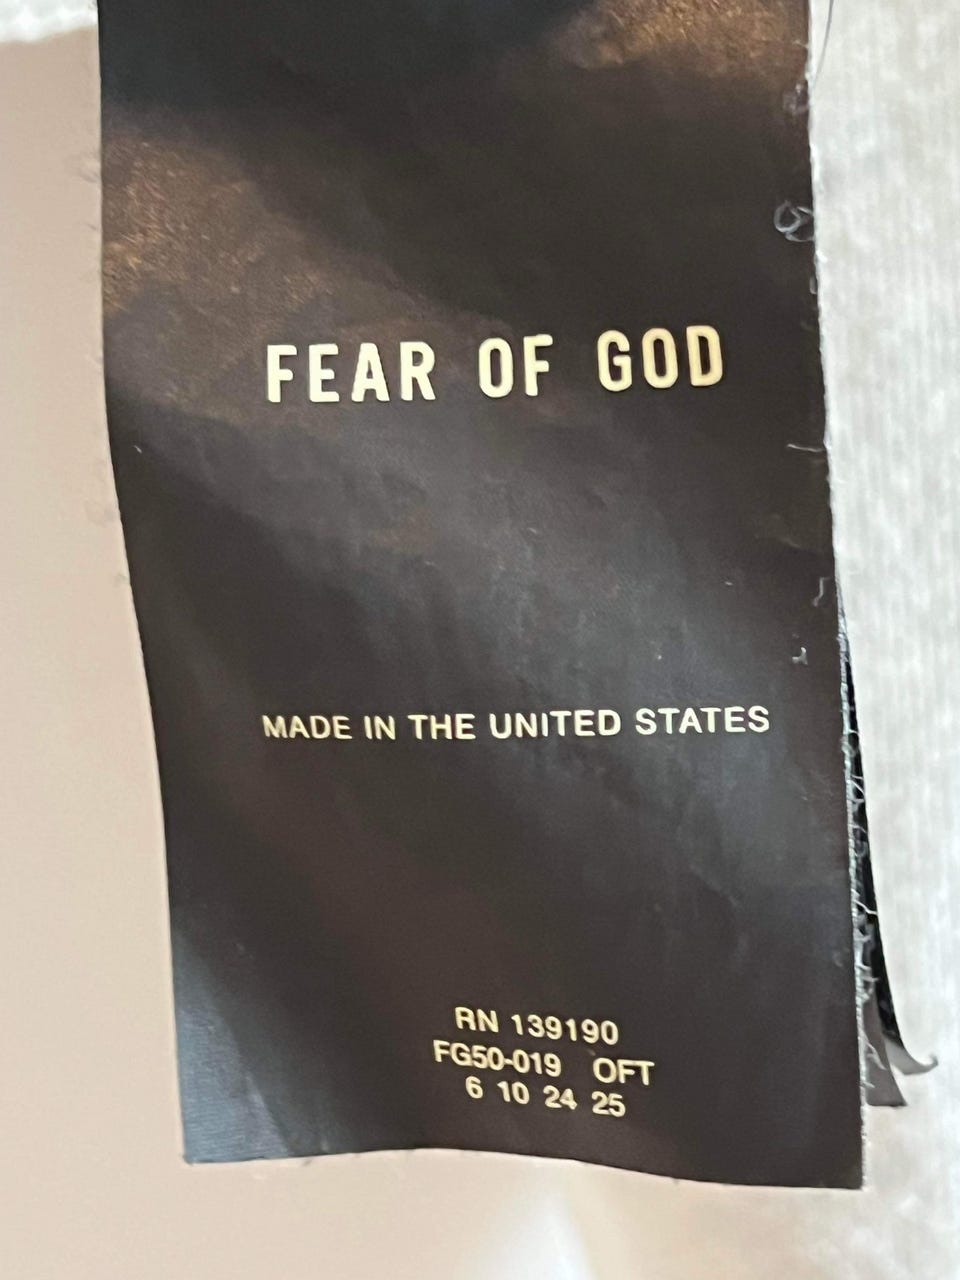 FEAR OF GOD
MADE IN THE UNITED STATES
RN 139190
FG50-019 OFT
6 10 24 25